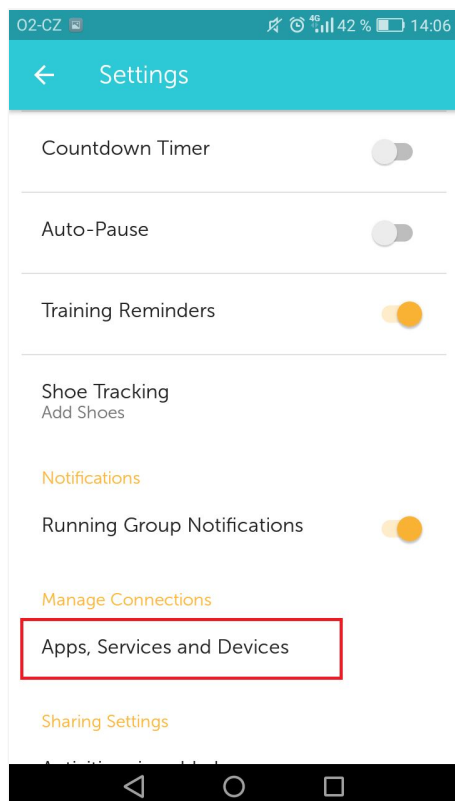 O2-CZ 4G 42 % 14:06
Settings
Countdown Timer
Auto-Pause
Training Reminders
Shoe Tracking
Add Shoes
Notifications
Running Group Notifications
Manage Connections
Apps, Services and Devices
Sharing Settings